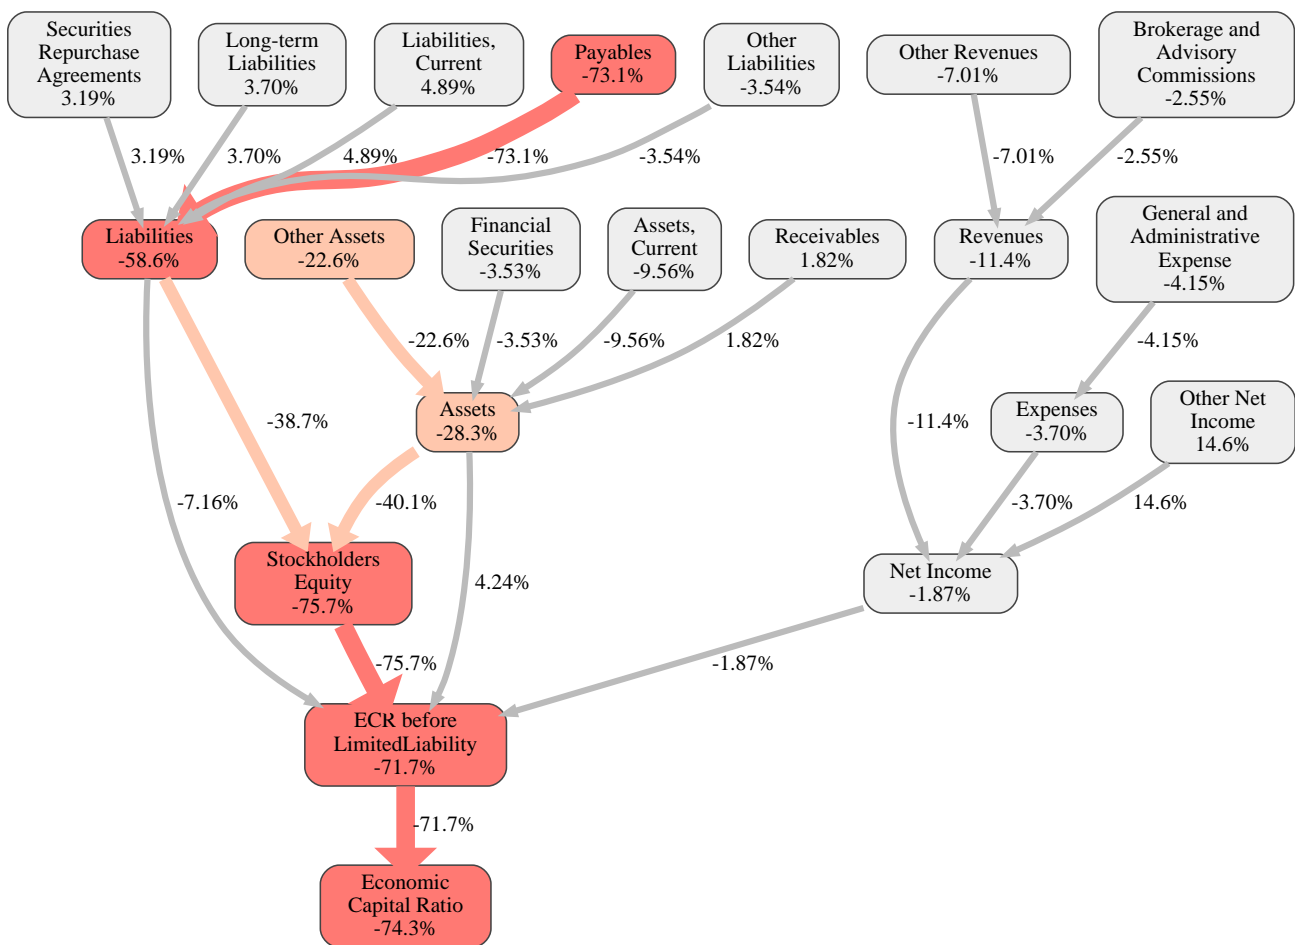 Securities
Repurchase
Agreements
3.19%
Long-term
Liabilities
3.70%
Liabilities,
Current
4.89%
Payables
-73.1%
Other
Liabilities
-3.54%
Other Revenues
-7.01%
Brokerage and
Advisory
Commissions
-2.55%
3.19%
3.70%
4.89%
-73.1%
-3.54%
-7.01%
-2.55%
Liabilities
-58.6%
Other Assets
-22.6%
Financial
Securities
-3.53%
Assets,
Current
-9.56%
Receivables
1.82%
Revenues
-11.4%
General and
Administrative
Expense
-4.15%
-22.6%
-3.53%
-9.56%
1.82%
-4.15%
-38.7%
Assets
-28.3%
-11.4%
Expenses
-3.70%
Other Net
Income
14.6%
-7.16%
-40.1%
-3.70%
14.6%
Stockholders
Equity
-75.7%
4.24%
Net Income
-1.87%
-75.7%
-1.87%
ECR before
LimitedLiability
-71.7%
-71.7%
Economic
Capital Ratio
-74.3%